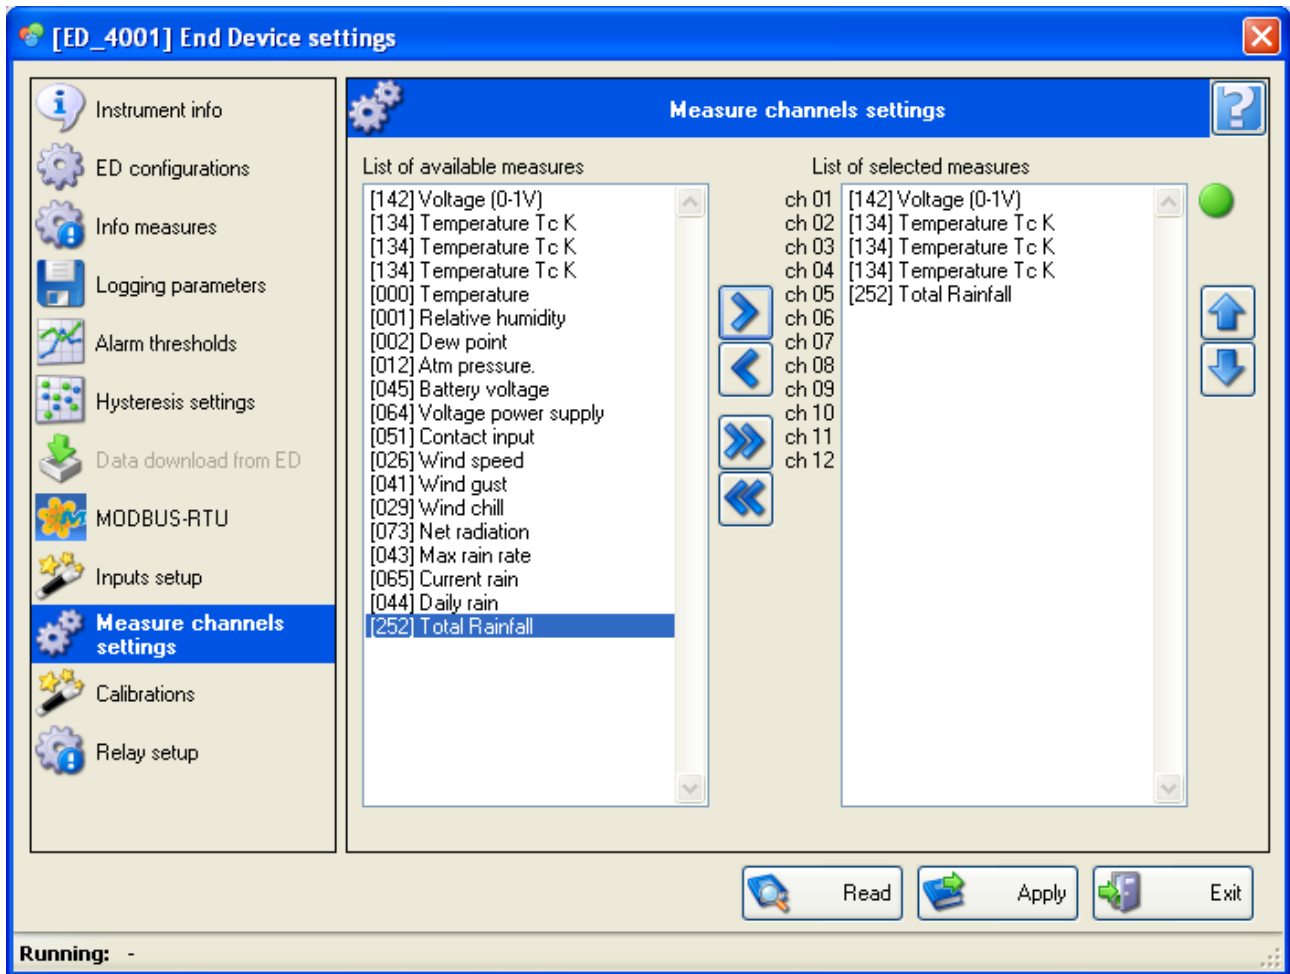 [ED_4001] End Device settings
Instrument info
ED configurations
Info measures
Logging parameters
Alarm thresholds
Hysteresis settings
Data download from ED
MODBUS-RTU
Inputs setup
Measure channels
settings
Calibrations
Relay setup
Measure channels settings
List of available measures
[142] Voltage (0-1V)
[134] Temperature Tc K
[134] Temperature Tc K
[134] Temperature Tc K
[000] Temperature
[001] Relative humidity
[002] Dew point
[012] Atm pressure.
[045] Battery voltage
[064] Voltage power supply
[051] Contact input
[026] Wind speed
[041] Wind gust
[029] Wind chill
[073] Net radiation
[043] Max rain rate
[065] Current rain
[044] Daily rain
[252] Total Rainfall
List of selected measures
ch 01 [142] Voltage (0-1V)
ch 02 [134] Temperature Tc K
ch 03 [134] Temperature Tc K
ch 04 [134] Temperature Tc K
ch 05 [252] Total Rainfall
ch 06
ch 07
ch 08
ch 09
ch 10
ch 11
ch 12
Read
Apply
Exit
Running: -